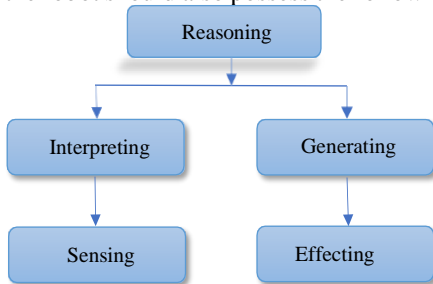 Reasoning
Interpreting
Generating
Sensing
Effecting